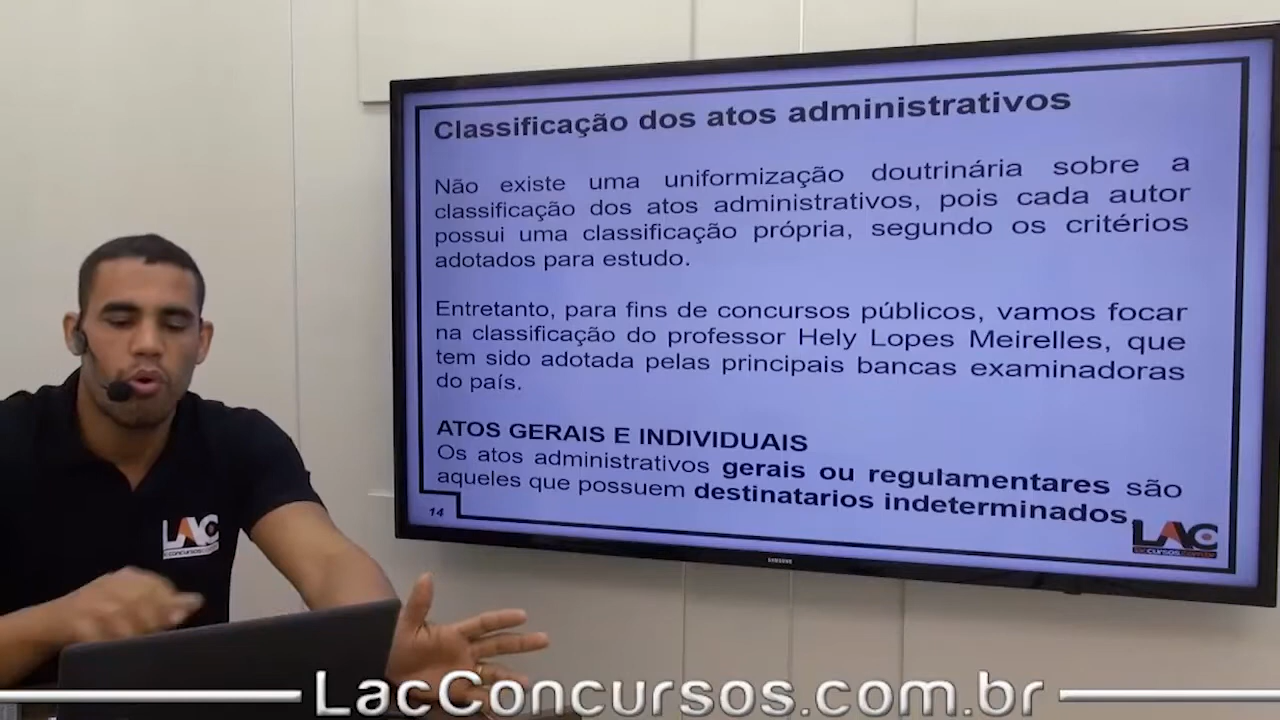 Classificação dos atos administrativos
Não existe uma uniformização doutrinária sobre a
classificação dos atos administrativos, pois cada autor
possui uma classificação própria, segundo os critérios
adotados para estudo.
Entretanto, para fins de concursos públicos, vamos focar
na classificação do professor Hely Lopes Meirelles, que
tem sido adotada pelas principais bancas examinadoras
do país.
ATOS GERAIS E INDIVIDUAIS
Os atos administrativos gerais ou regulamentares são
aqueles que possuem destinatarios indeterminados,
14
LAC
SAMSUNG
LAC
LacConcursos.com.br